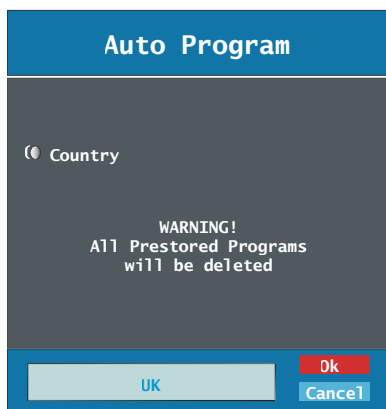 Auto Program
Country
WARNING!
All Prestored Programs
will be deleted
UK
Ok
Cancel